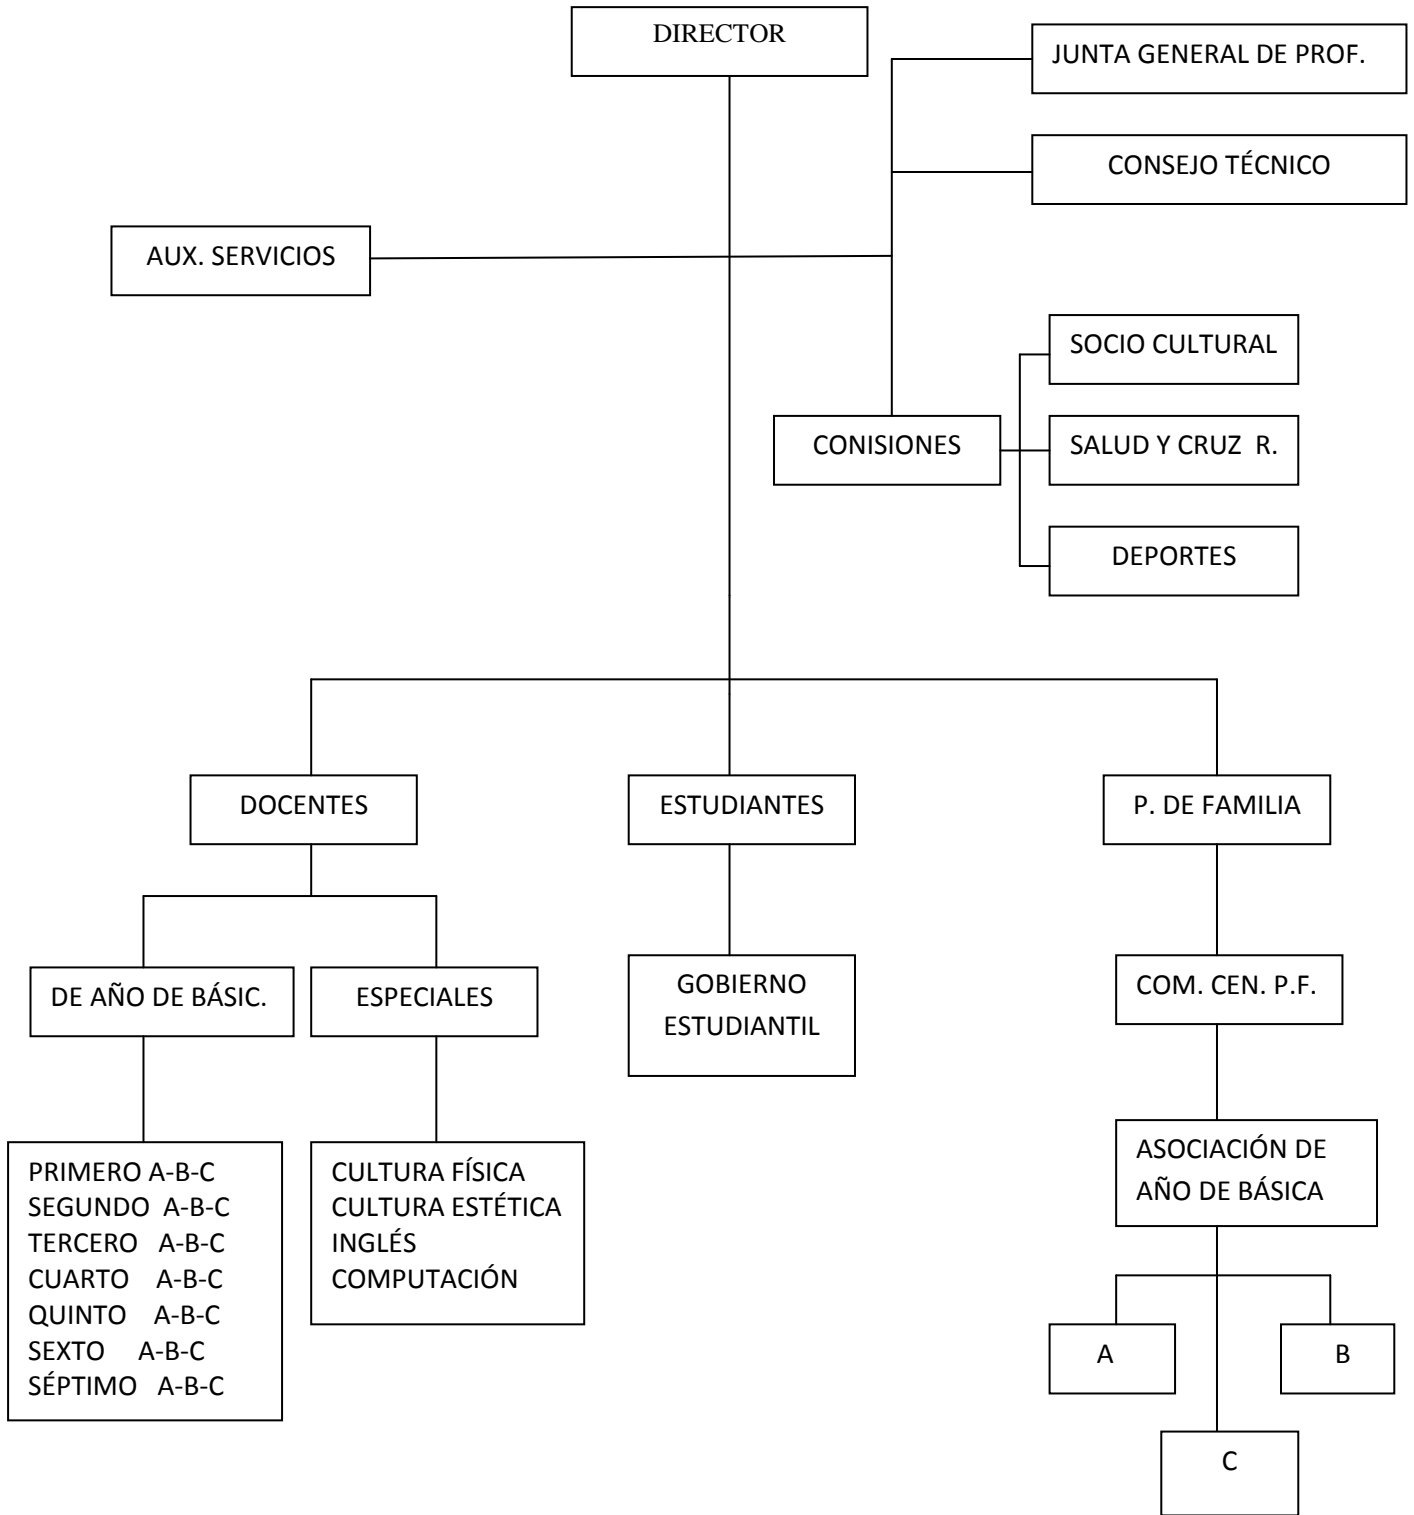 DIRECTOR
JUNTA GENERAL DE PROF.
CONSEJO TÉCNICO
AUX. SERVICIOS
SOCIO CULTURAL
CONISIONES
SALUD Y CRUZ  R.
DEPORTES
DOCENTES
ESTUDIANTES
P. DE FAMILIA
DE AÑO DE BÁSIC.
ESPECIALES
GOBIERNO
ESTUDIANTIL
COM. CEN. P.F.
PRIMERO A-B-C
SEGUNDO  A-B-C
TERCERO   A-B-C
CUARTO    A-B-C
QUINTO    A-B-C
SEXTO     A-B-C
SÉPTIMO   A-B-C
CULTURA FÍSICA
CULTURA ESTÉTICA
INGLÉS
COMPUTACIÓN
ASOCIACIÓN DE
AÑO DE BÁSICA
A
B
C